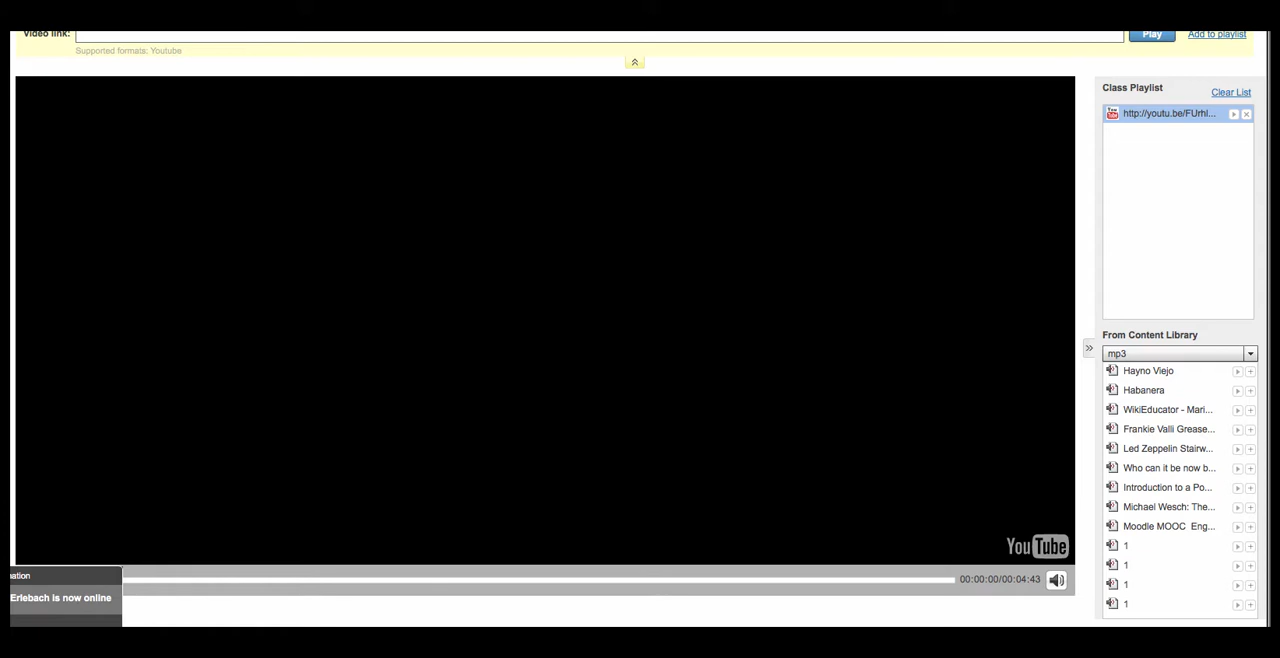 Video link:
Play
Add to playlist
Supported formats; Youtube
Class Playlist
Clear List
http://youtu.be/FUrhl...
From Content Library
mp3
Hayno Viejo
Habanera
WikiEducator - Mari...
Frankie Valli Grease...
Led Zeppelin Stairw...
Who can it be now b...
Introduction to a Po...
Michael Wesch: The...
Moodle MOOC Eng...
1
1
1
1
YouTube
00:00:00/00:04:43
nation
Erlebach is now online